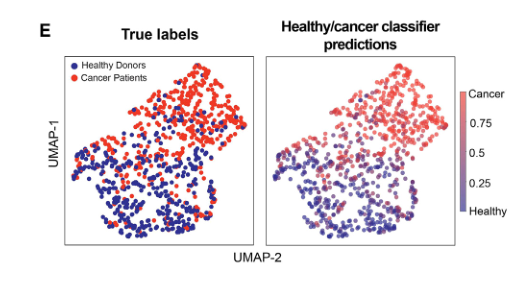 E
True labels
Healthy/cancer classifier
predictions
Healthy Donors
Cancer Patients
UMAP-1
UMAP-2
Cancer
0.75
0.5
0.25
Healthy